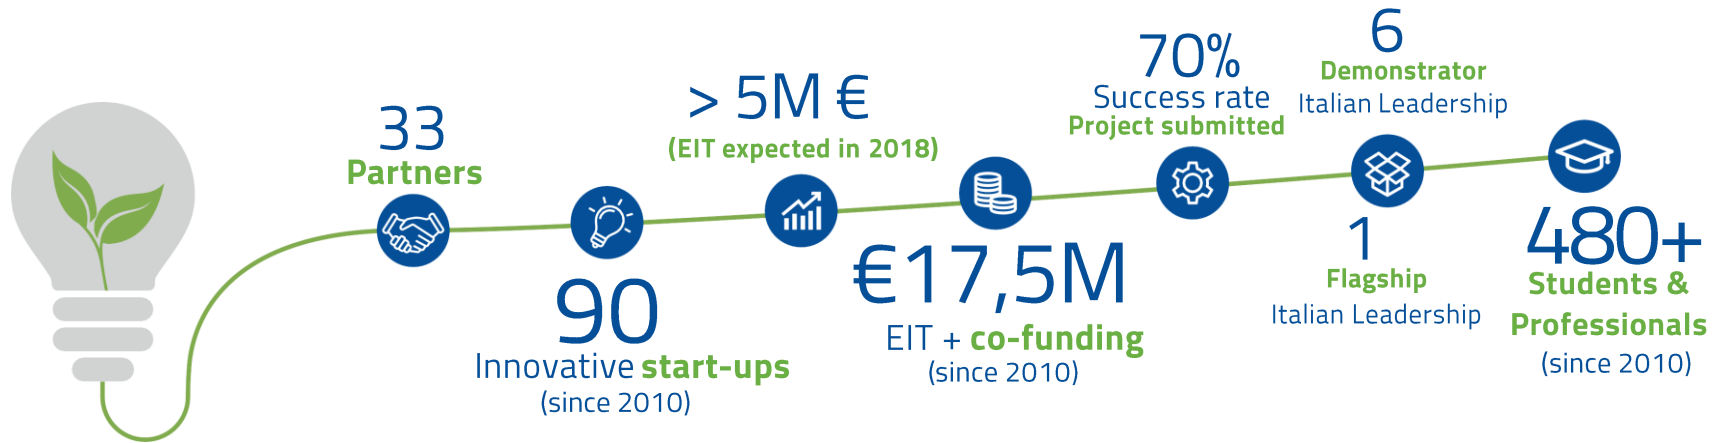 33
Partners
90
Innovative start-ups
(since 2010)
> 5M €
(EIT expected in 2018)
€17,5M
EIT + co-funding
(since 2010)
70%
Success rate
Project submitted
6
Demonstrator
Italian Leadership
1
Flagship
Italian Leadership
480+
Students &
Professionals
(since 2010)